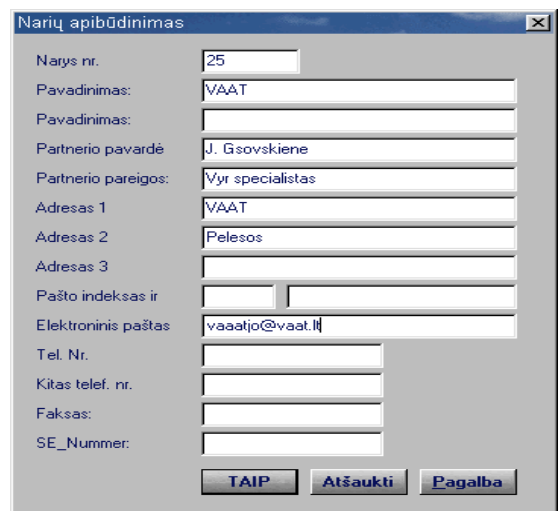 Narių apibūdinimas
Narys nr. 25
Pavadinimas: VAAT
Pavadinimas:
Partnerio pavardė J. Gsovskiene
Partnerio pareigos: Vyr specialistas
Adresas 1 VAAT
Adresas 2 Pelesos
Adresas 3
Pašto indeksas ir
Elektroninis paštas vaaatjo@vaat.lt
Tel. Nr.
Kitas telef. nr.
Faksas:
SE_Nummer:
TAIP Atšaukti Pagalba